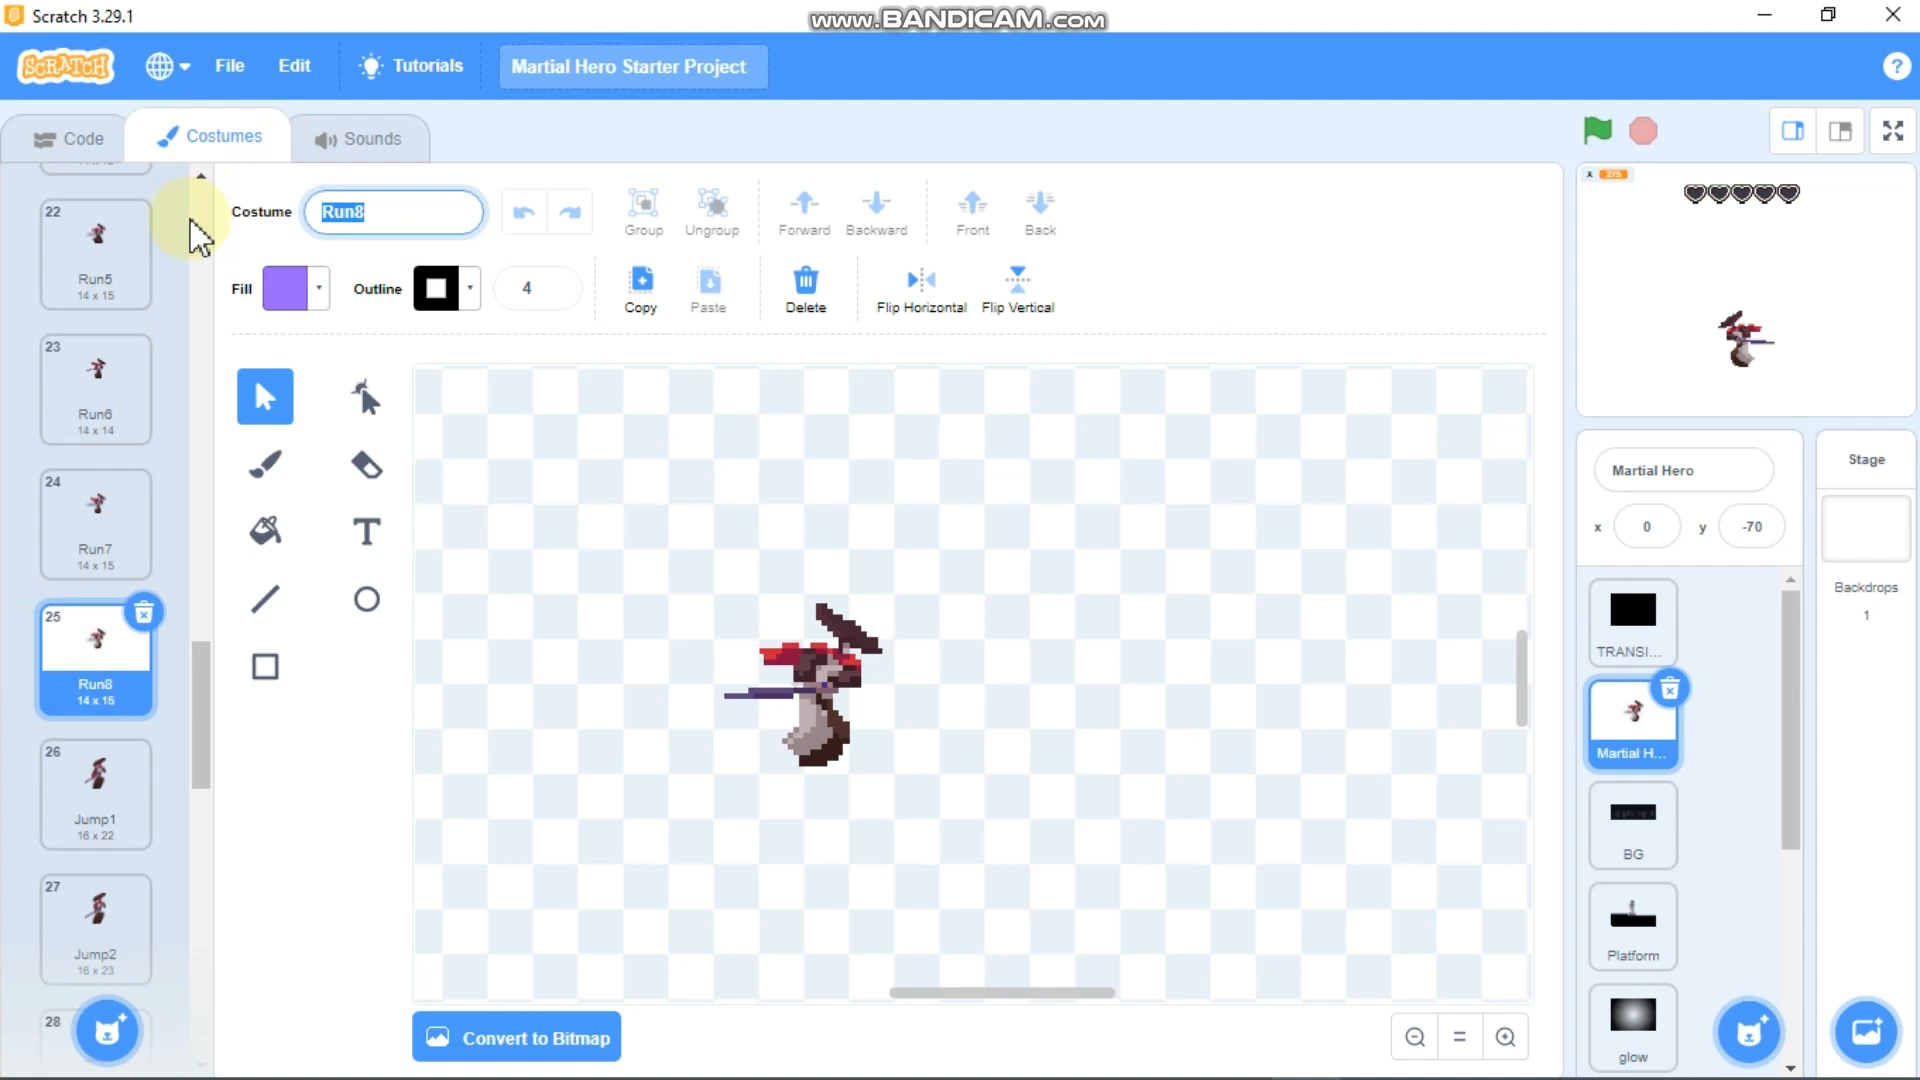 Scratch 3.29.1
www.BANDICAM.com
SCRATCH
File
Edit
Tutorials
Martial Hero Starter Project
?
Code
Costumes
Sounds
22
Run5
14 x 15
23
Run6
14 x 14
24
Run7
14 x 15
25
Run8
14 x 15
26
Jump1
16 x 22
27
Jump2
16 x 23
28
Costume
Run8
Group
Ungroup
Forward
Backward
Front
Back
Fill
Outline
4
Copy
Paste
Delete
Flip Horizontal
Flip Vertical
T
Convert to Bitmap
x 275
Martial Hero
x
0
y
-70
TRANSI...
Martial H...
BG
Platform
glow
Stage
Backdrops
1